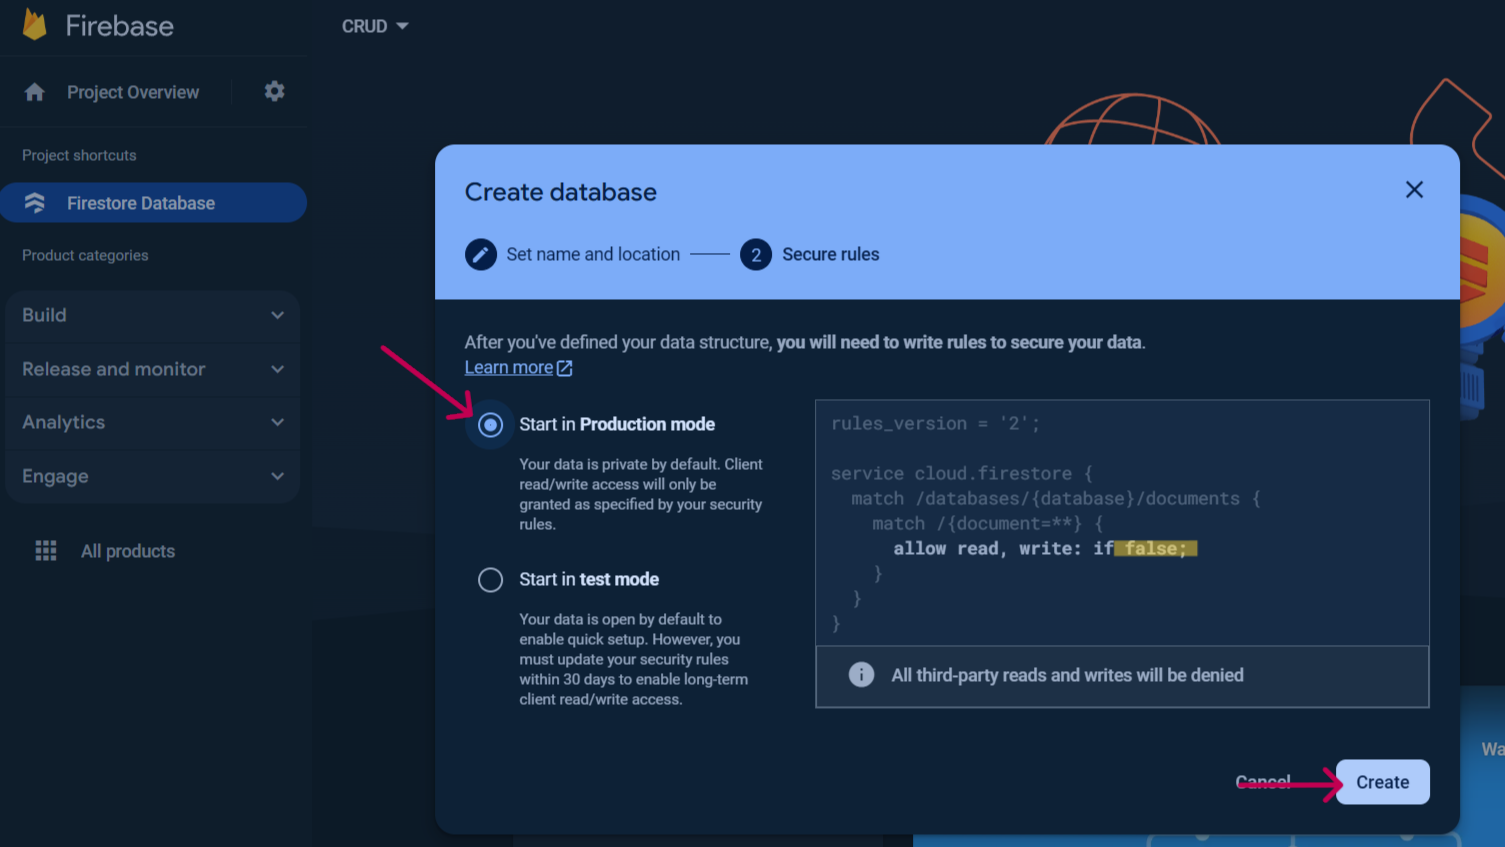 Firebase
CRUD
Project Overview
Project shortcuts
Firestore Database
Product categories
Build
Release and monitor
Analytics
Engage
All products
Create database
Set name and location
2 Secure rules
After you've defined your data structure, you will need to write rules to secure your data.
Learn more
Start in Production mode
Your data is private by default. Client
read/write access will only be
granted as specified by your security
rules.
Start in test mode
Your data is open by default to
enable quick setup. However, you
must update your security rules
within 30 days to enable long-term
client read/write access.
rules_version = '2';
service cloud.firestore {
match /databases/{database}/documents {
match /{document=**} {
allow read, write: if false;
}
}
}
All third-party reads and writes will be denied
Cancel
Create